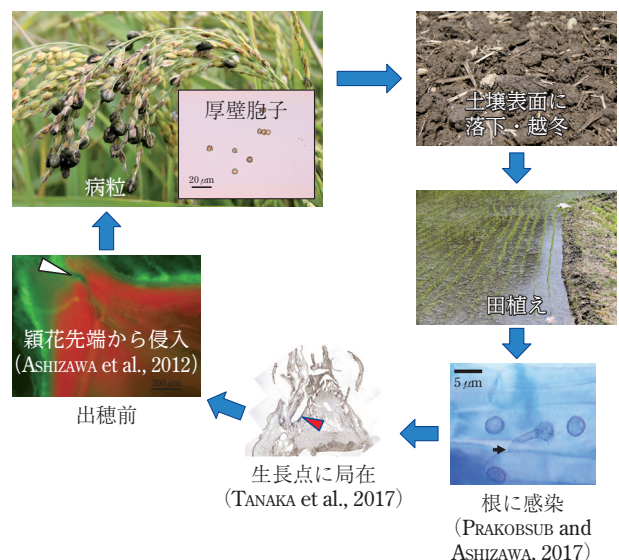 病粒
厚壁胞子
20 μm
土壌表面に
落下・越冬
田植え
5 μm
根に感染
(PRAKOBSUB and
ASHIZAWA, 2017)
生長点に局在
(TANAKA et al., 2017)
穎花先端から侵入
(ASHIZAWA et al., 2012)
200 μm
出穂前